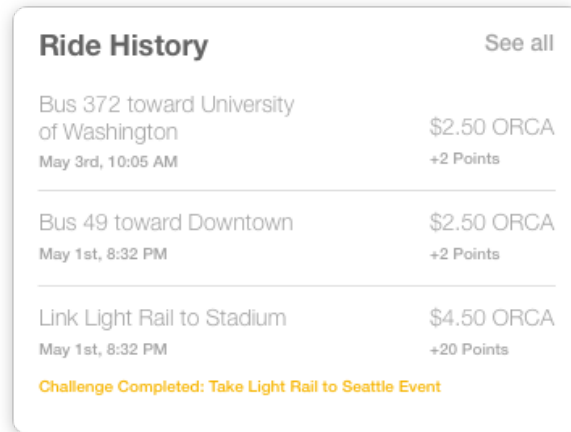 Ride History
See all
Bus 372 toward University
of Washington
$2.50 ORCA
May 3rd, 10:05 AM
+2 Points
Bus 49 toward Downtown
$2.50 ORCA
May 1st, 8:32 PM
+2 Points
Link Light Rail to Stadium
$4.50 ORCA
May 1st, 8:32 PM
+20 Points
Challenge Completed: Take Light Rail to Seattle Event